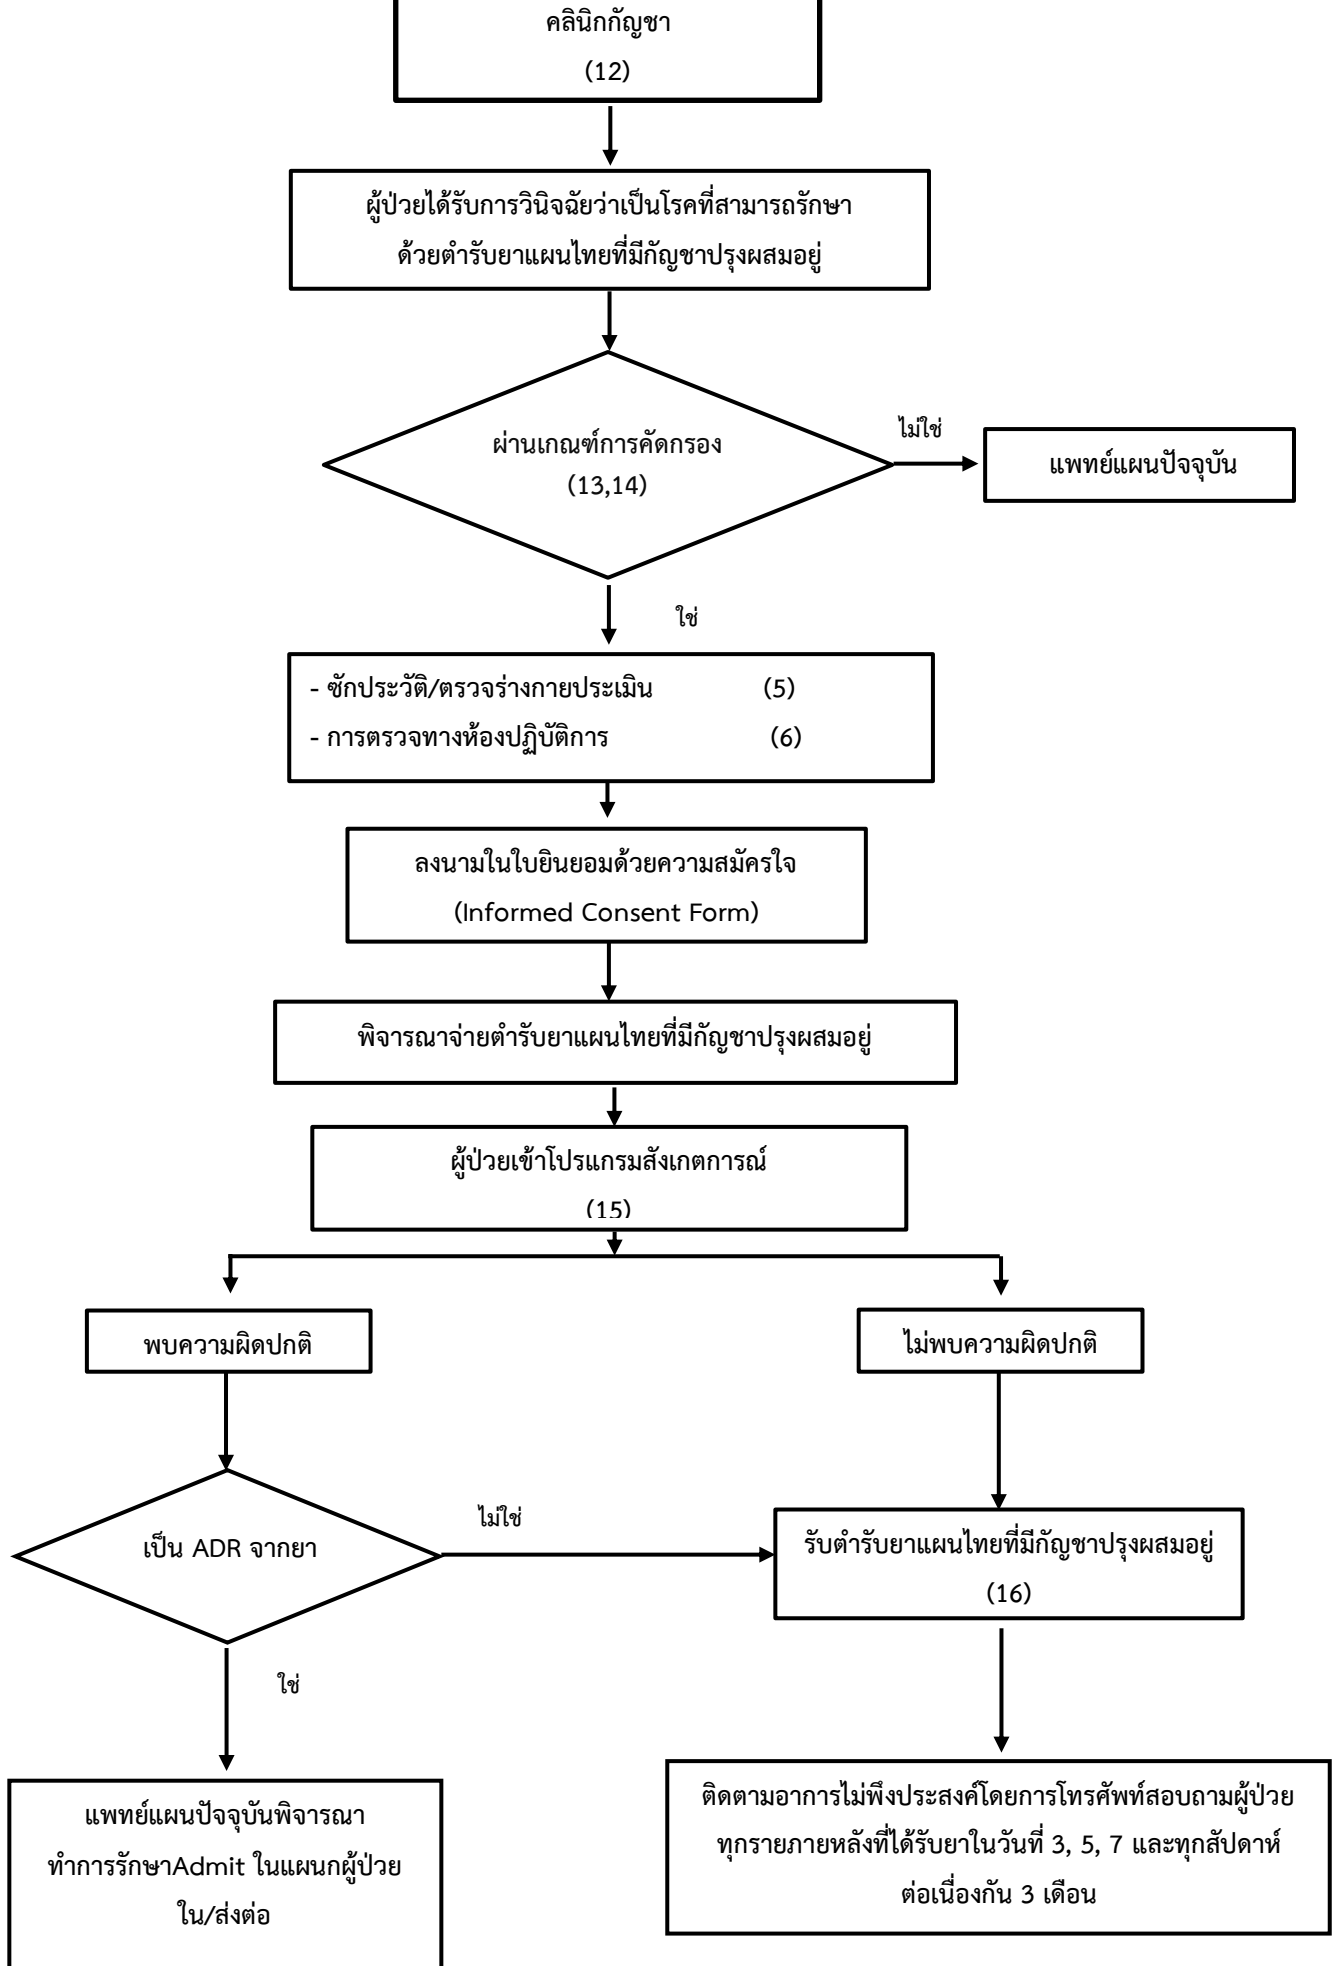 คลินิกกัญชา
(12)
ผู้ป่วยได้รับการวินิจฉัยว่าเป็นโรคที่สามารถรักษา
ด้วยตำรับยาแผนไทยที่มีกัญชาปรุงผสมอยู่
ผ่านเกณฑ์การคัดกรอง
(13,14)
ไม่ใช่
แพทย์แผนปัจจุบัน
ใช่
- ซักประวัติ/ตรวจร่างกายประเมิน (5)
- การตรวจทางห้องปฏิบัติการ (6)
ลงนามในใบยินยอมด้วยความสมัครใจ
(Informed Consent Form)
พิจารณาจ่ายตำรับยาแผนไทยที่มีกัญชาปรุงผสมอยู่
ผู้ป่วยเข้าโปรแกรมสังเกตการณ์
(15)
พบความผิดปกติ
ไม่พบความผิดปกติ
เป็น ADR จากยา
ไม่ใช่
รับตำรับยาแผนไทยที่มีกัญชาปรุงผสมอยู่
(16)
ใช่
แพทย์แผนปัจจุบันพิจารณา
ทำการรักษาAdmit ในแผนกผู้ป่วย
ใน/ส่งต่อ
ติดตามอาการไม่พึงประสงค์โดยการโทรศัพท์สอบถามผู้ป่วย
ทุกรายภายหลังที่ได้รับยาในวันที่ 3, 5, 7 และทุกสัปดาห์
ต่อเนื่องกัน 3 เดือน